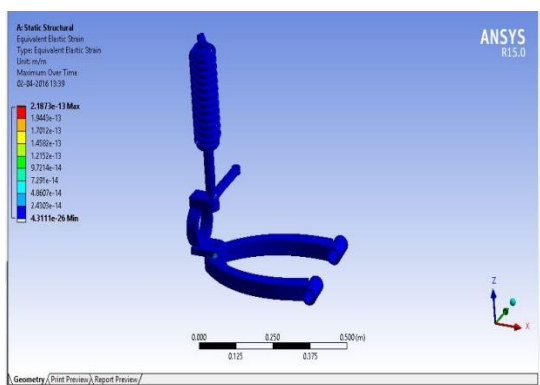 A: Static Structural
Equivalent Elastic Strain
Type: Equivalent Elastic Strain
Unit: m/m
Maximum Over Time
02-04-2016 13:39
2.1873e-13 Max
1.9443e-13
1.7012e-13
1.4582e-13
1.2152e-13
9.7214e-14
7.291e-14
4.8607e-14
2.4303e-14
4.3111e-26 Min
ANSYS
R15.0
0.000 0.250 0.500 (m)
0.125 0.375
Z
X
Geometry / Print Preview / Report Preview /